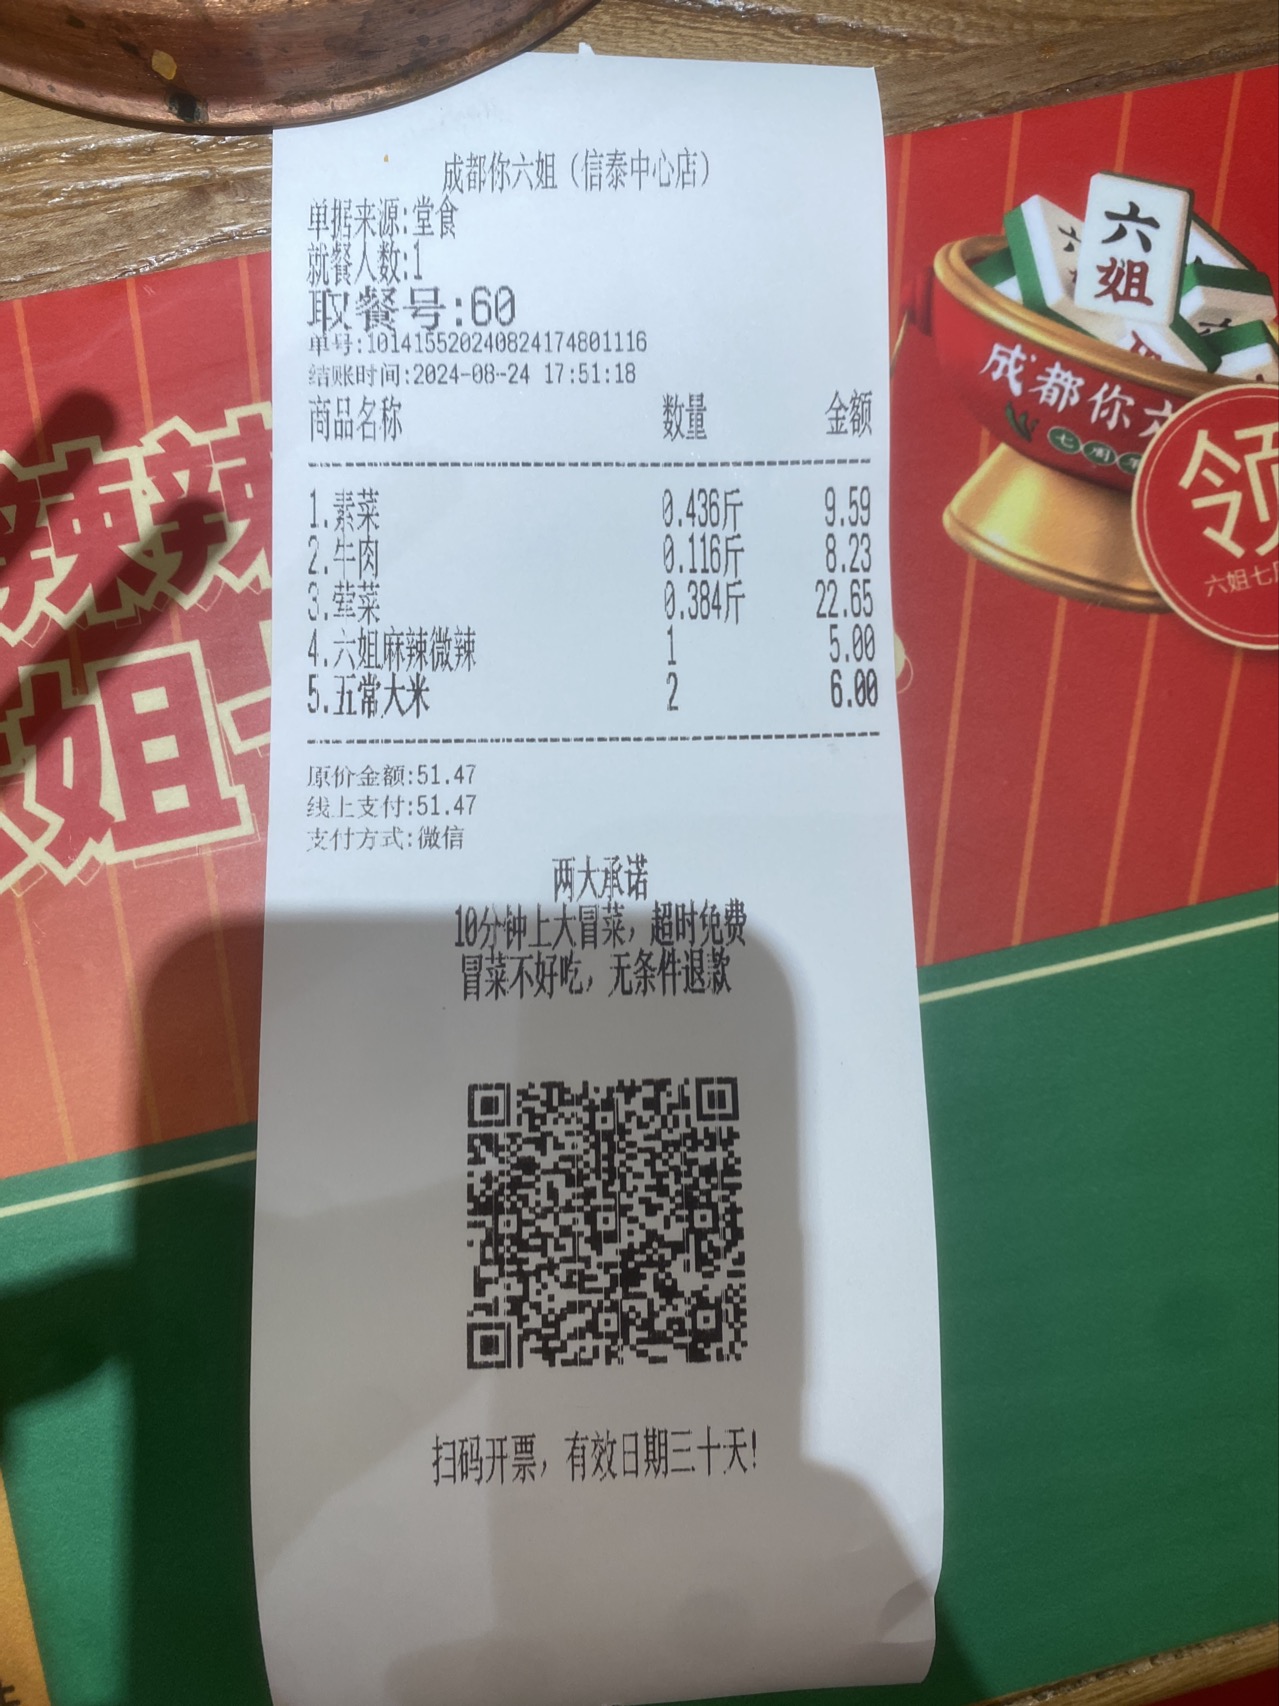 成都你六姐（信泰中心店）
单据来源:堂食
就餐人数:1
取餐号:60
单号:101415520240824174801116
结账时间:2024-08-24 17:51:18
商品名称 数量 金额
1.素菜 0.436斤 9.59
2.牛肉 0.116斤 8.23
3.荤菜 0.384斤 22.65
4.六姐麻辣微辣 1 5.00
5.五常大米 2 6.00
原价金额:51.47
线上支付:51.47
支付方式:微信
两大承诺
10分钟上大冒菜，超时免费
冒菜不好吃，无条件退款
扫码开票，有效日期三十天!
六姐
成都你六
领
六姐七
辣辣
姐